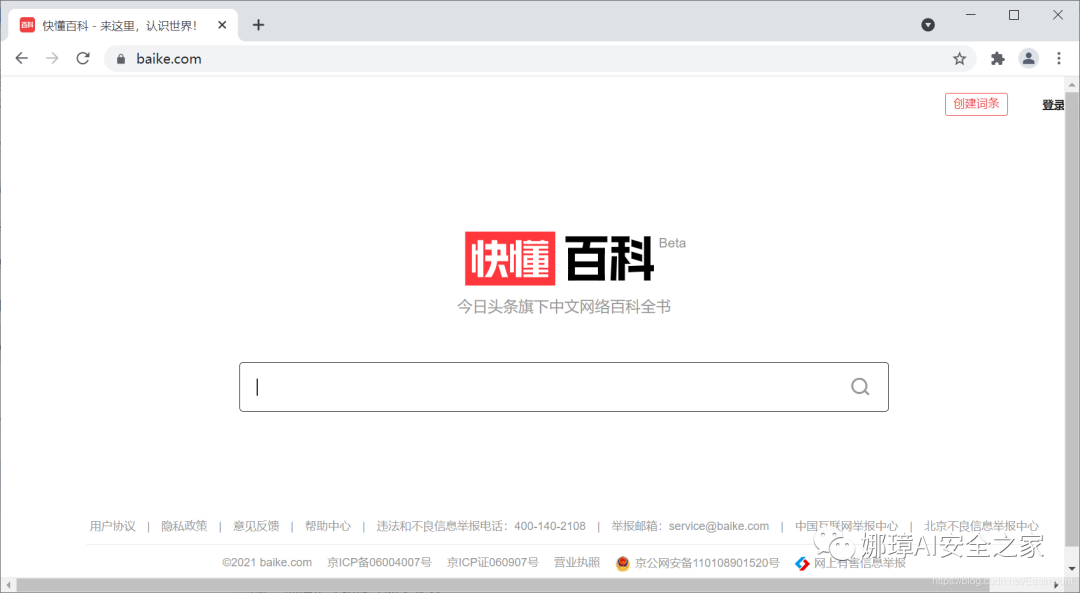 快懂百科 - 来这里，认识世界！
baike.com
创建词条 登录
快懂 百科 Beta
今日头条旗下中文网络百科全书
用户协议 | 隐私政策 | 意见反馈 | 帮助中心 | 违法和不良信息举报电话：400-140-2108 | 举报邮箱：service@baike.com | 中国互联网举报中心 | 北京不良信息举报中心
©2021 baike.com 京ICP备06004007号 京ICP证060907号 营业执照 京公网安备110108901520号 网上有害信息举报
娜璋AI安全之家